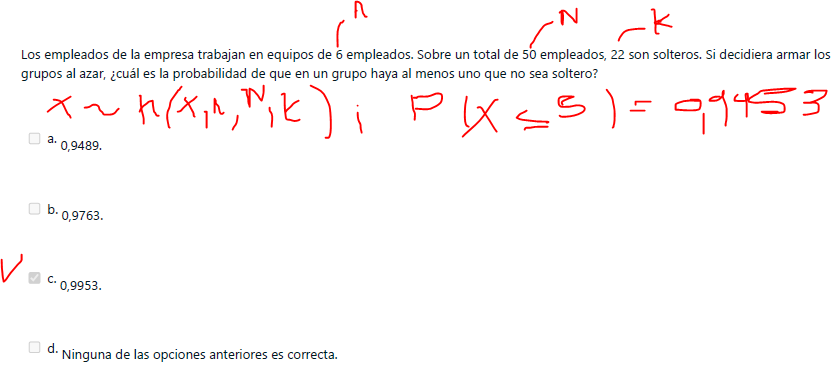 n N k
Los empleados de la empresa trabajan en equipos de 6 empleados. Sobre un total de 50 empleados, 22 son solteros. Si decidiera armar los
grupos al azar, ¿cuál es la probabilidad de que en un grupo haya al menos uno que no sea soltero?
x ~ h(x,n,N,k) ; P(x ≤ 5) = 0,9953
a. 0,9489.
b. 0,9763.
c. 0,9953.
d. Ninguna de las opciones anteriores es correcta.